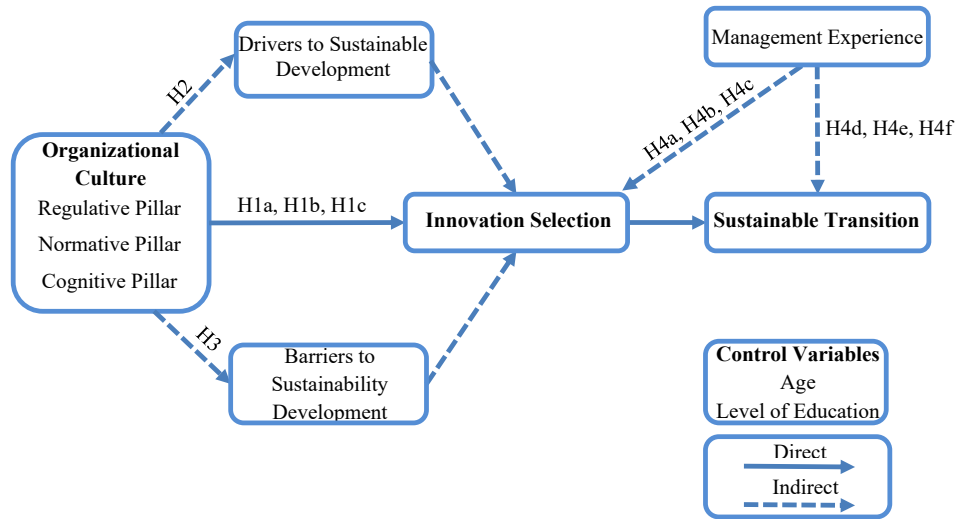 Drivers to Sustainable
Development
Management Experience
H2
H4a, H4b, H4c
H4d, H4e, H4f
Organizational
Culture
Regulative Pillar
Normative Pillar
Cognitive Pillar
H1a, H1b, H1c
Innovation Selection
Sustainable Transition
H3
Barriers to
Sustainability
Development
Control Variables
Age
Level of Education
Direct
Indirect